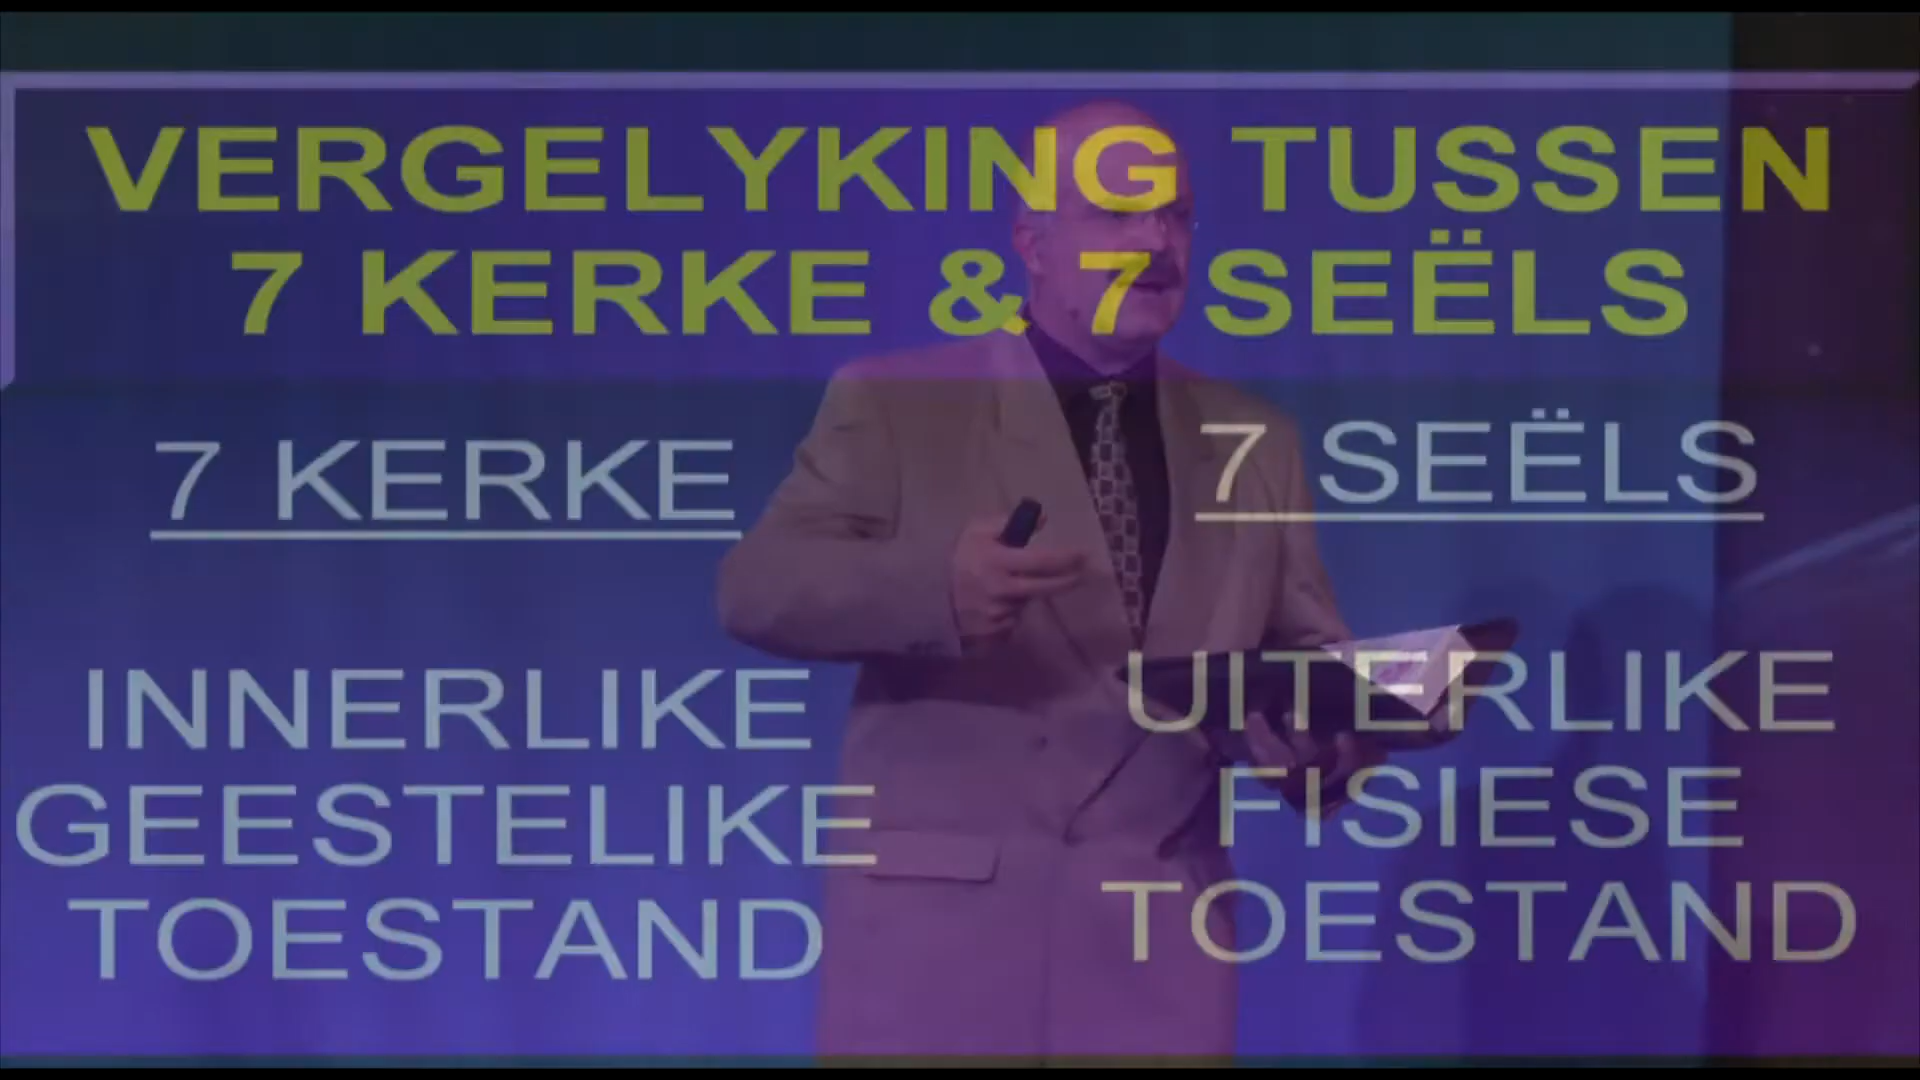 VERGELYKING TUSSEN
7 KERKE & 7 SEËLS
7 KERKE
INNERLIKE
GEESTELIKE
TOESTAND
7 SEËLS
UITERLIKE
FISIESE
TOESTAND